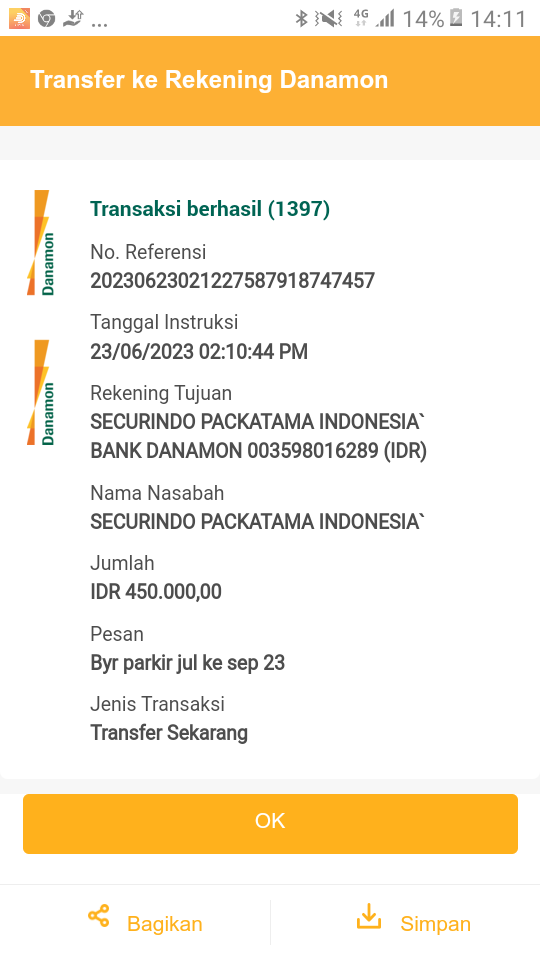 ... 4G 14% 14:11
Transfer ke Rekening Danamon
Danamon
Transaksi berhasil (1397)
No. Referensi
20230623021227587918747457
Tanggal Instruksi
23/06/2023 02:10:44 PM
Danamon
Rekening Tujuan
SECURINDO PACKATAMA INDONESIA`
BANK DANAMON 003598016289 (IDR)
Nama Nasabah
SECURINDO PACKATAMA INDONESIA`
Jumlah
IDR 450.000,00
Pesan
Byr parkir jul ke sep 23
Jenis Transaksi
Transfer Sekarang
OK
Bagikan Simpan